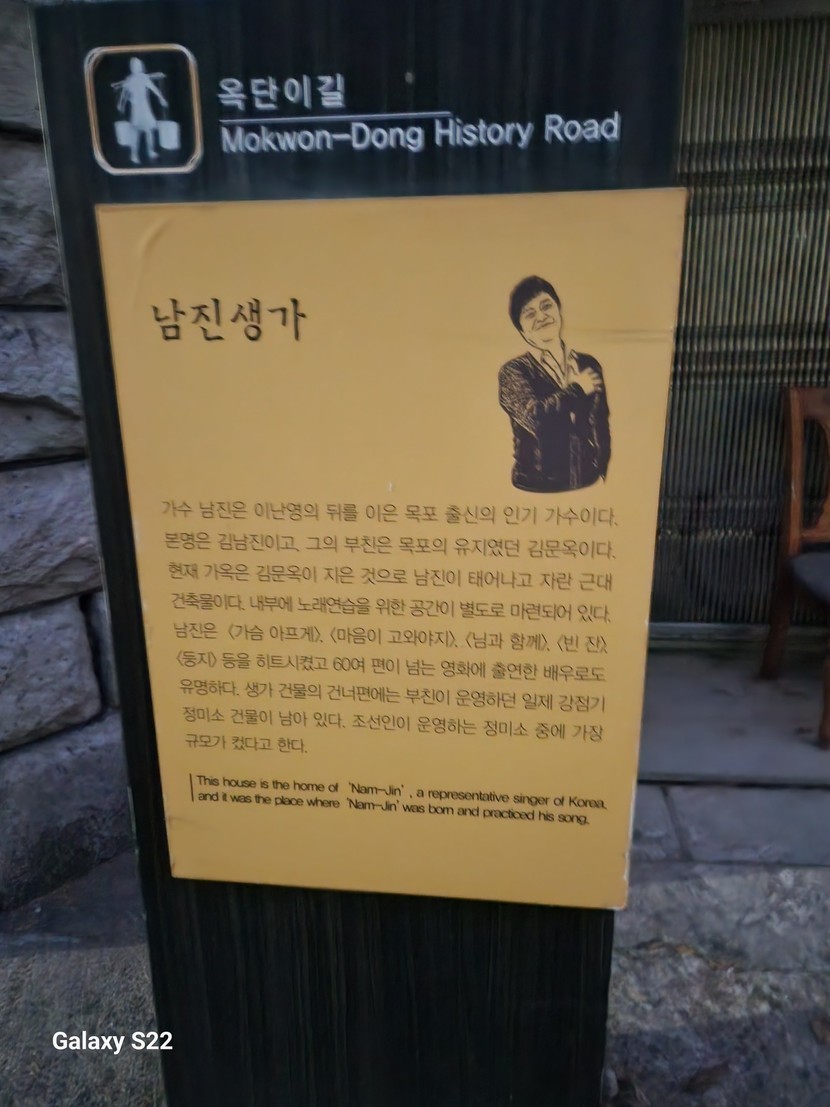 옥단이길
Mokwon-Dong History Road
남진생가
가수 남진은 이난영의 뒤를 이은 목포 출신의 인기 가수이다.
본명은 김남진이고, 그의 부친은 목포의 유지였던 김문옥이다.
현재 가옥은 김문옥이 지은 것으로 남진이 태어나고 자란 근대
건축물이다. 내부에 노래연습을 위한 공간이 별도로 마련되어 있다.
남진은 〈가슴 아프게〉, 〈마음이 고와야지〉, 〈님과 함께〉, 〈빈 잔〉,
〈둥지〉 등을 히트시켰고 60여 편이 넘는 영화에 출연한 배우로도
유명하다. 생가 건물의 건너편에는 부친이 운영하던 일제 강점기
정미소 건물이 남아 있다. 조선인이 운영하는 정미소 중에 가장
규모가 컸다고 한다.
This house is the home of 'Nam-Jin', a representative singer of Korea,
and it was the place where 'Nam-Jin' was born and practiced his song.
Galaxy S22